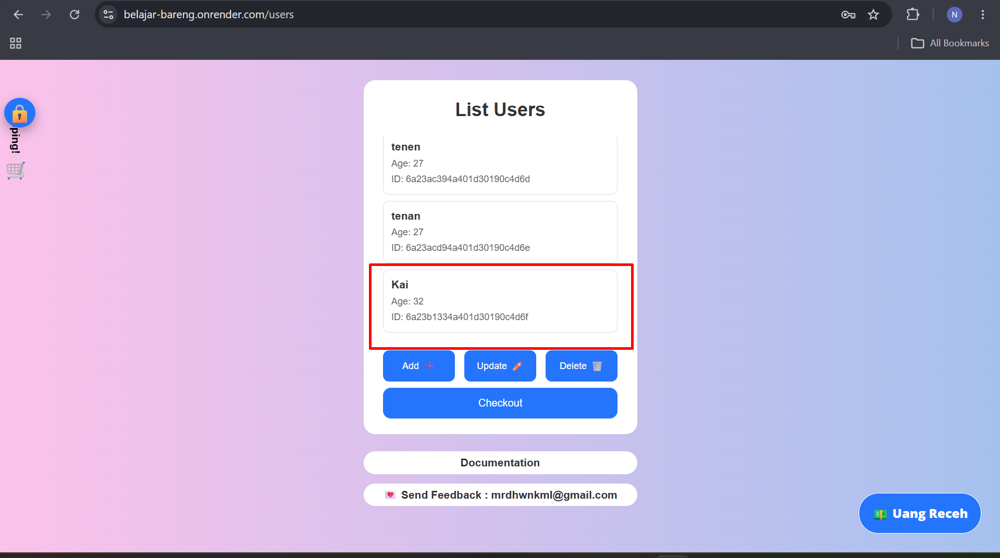 belajar-bareng.onrender.com/users
N
All Bookmarks
ping!
List Users
tenen
Age: 27
ID: 6a23ac394a401d30190c4d6d
tenan
Age: 27
ID: 6a23acd94a401d30190c4d6e
Kai
Age: 32
ID: 6a23b1334a401d30190c4d6f
Add
Update
Delete
Checkout
Documentation
Send Feedback : mrdhwnkml@gmail.com
Uang Receh